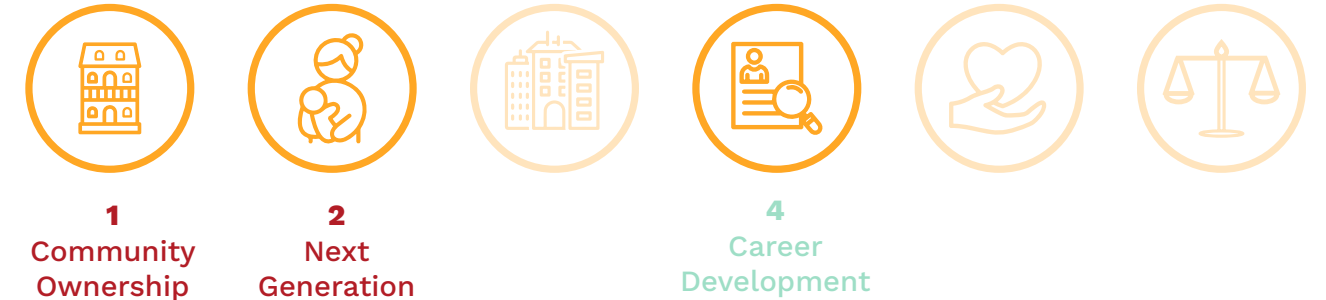 1
Community
Ownership
2
Next
Generation
4
Career
Development